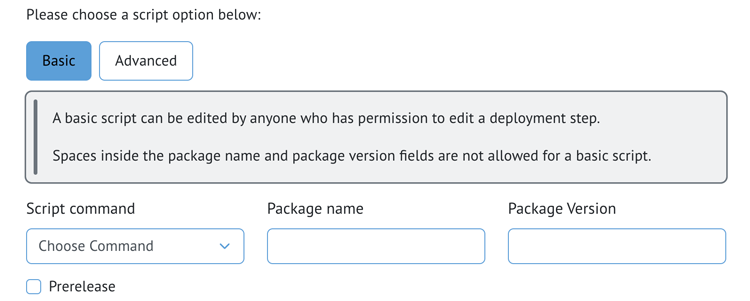 Please choose a script option below:
Basic Advanced
A basic script can be edited by anyone who has permission to edit a deployment step.
Spaces inside the package name and package version fields are not allowed for a basic script.
Script command Package name Package Version
Choose Command
Prerelease